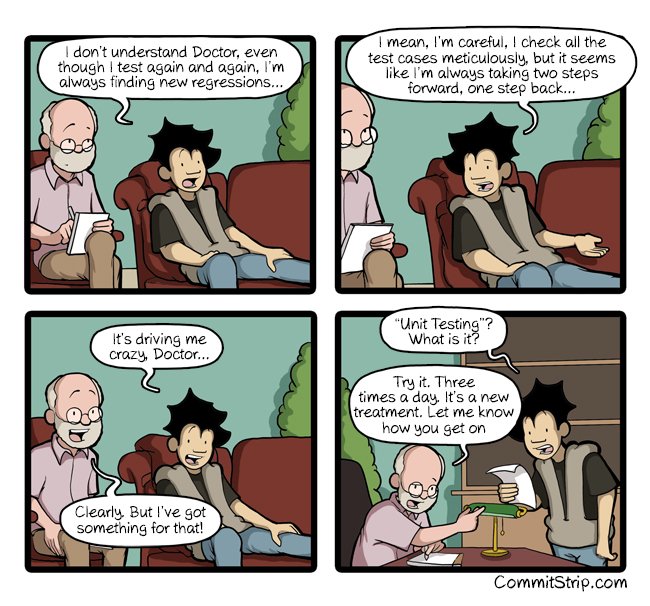 I don't understand Doctor, even
though I test again and again, I'm
always finding new regressions...
I mean, I'm careful, I check all the
test cases meticulously, but it seems
like I'm always taking two steps
forward, one step back...
It's driving me
crazy, Doctor...
Clearly. But I've got
something for that!
"Unit Testing"?
What is it?
Try it. Three
times a day. It's a new
treatment. Let me know
how you get on
CommitStrip.com